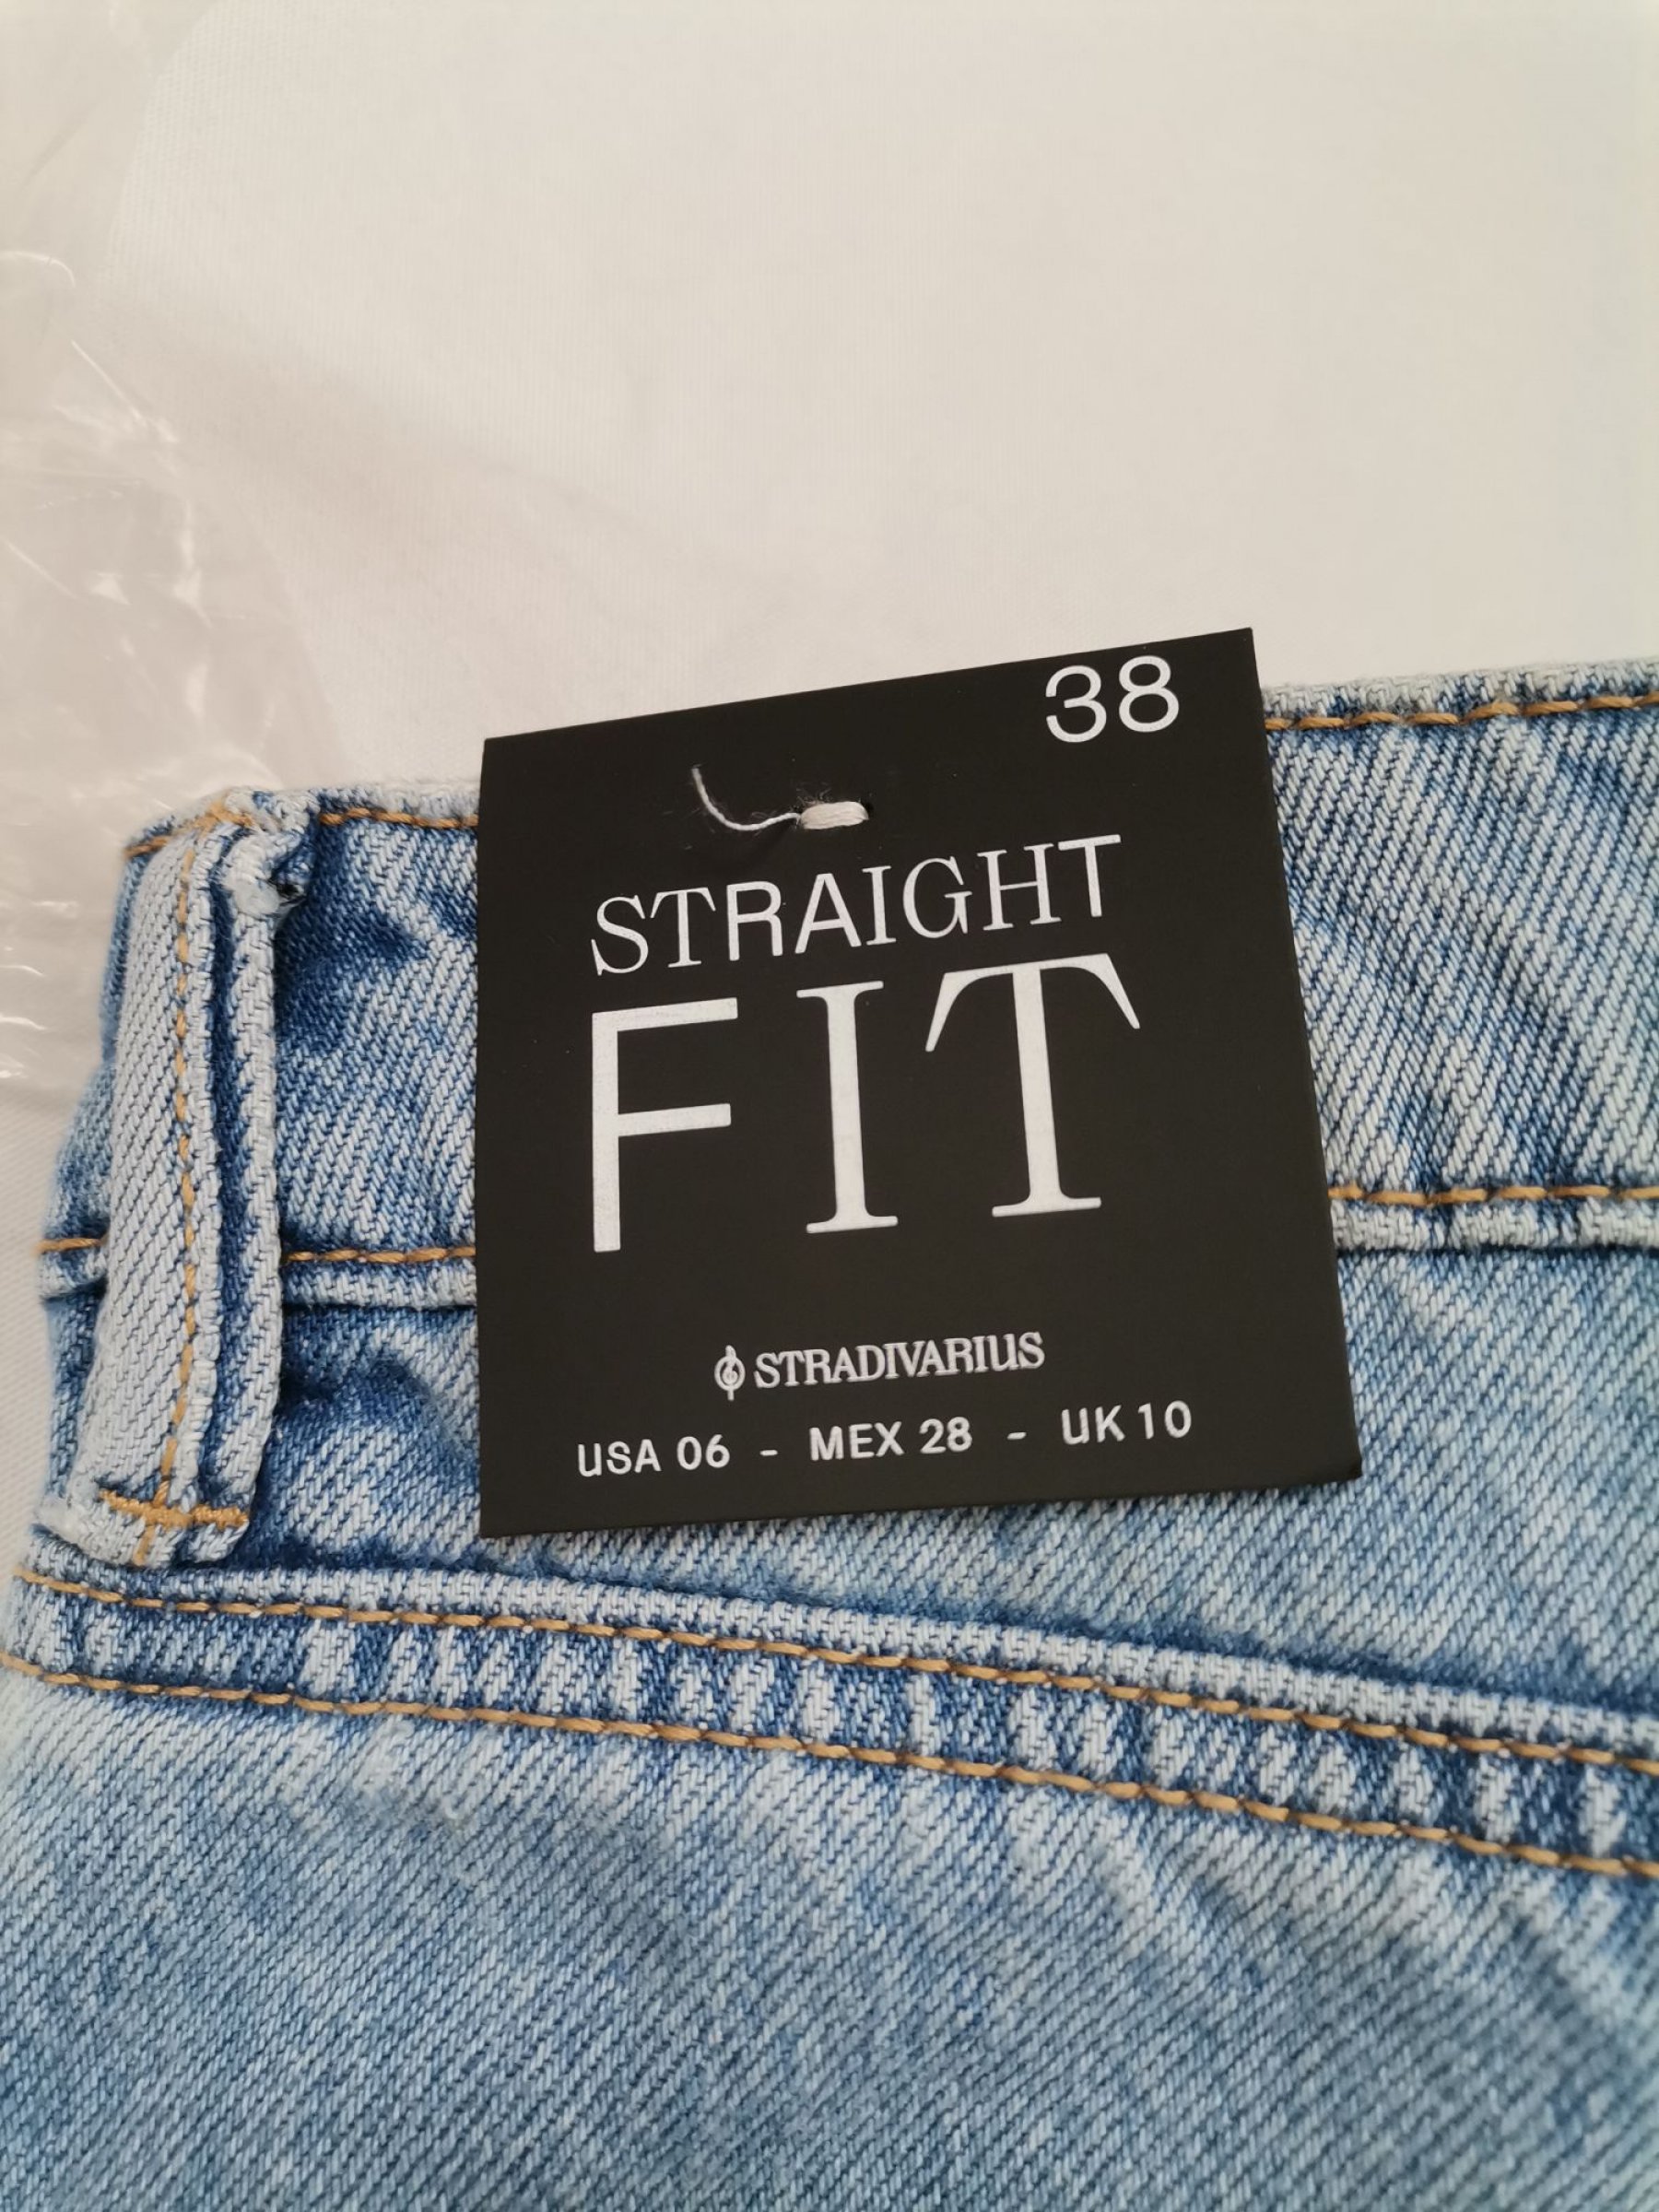 38
STRAIGHT
FIT
STRADIVARIUS
USA 06 - MEX 28 - UK 10